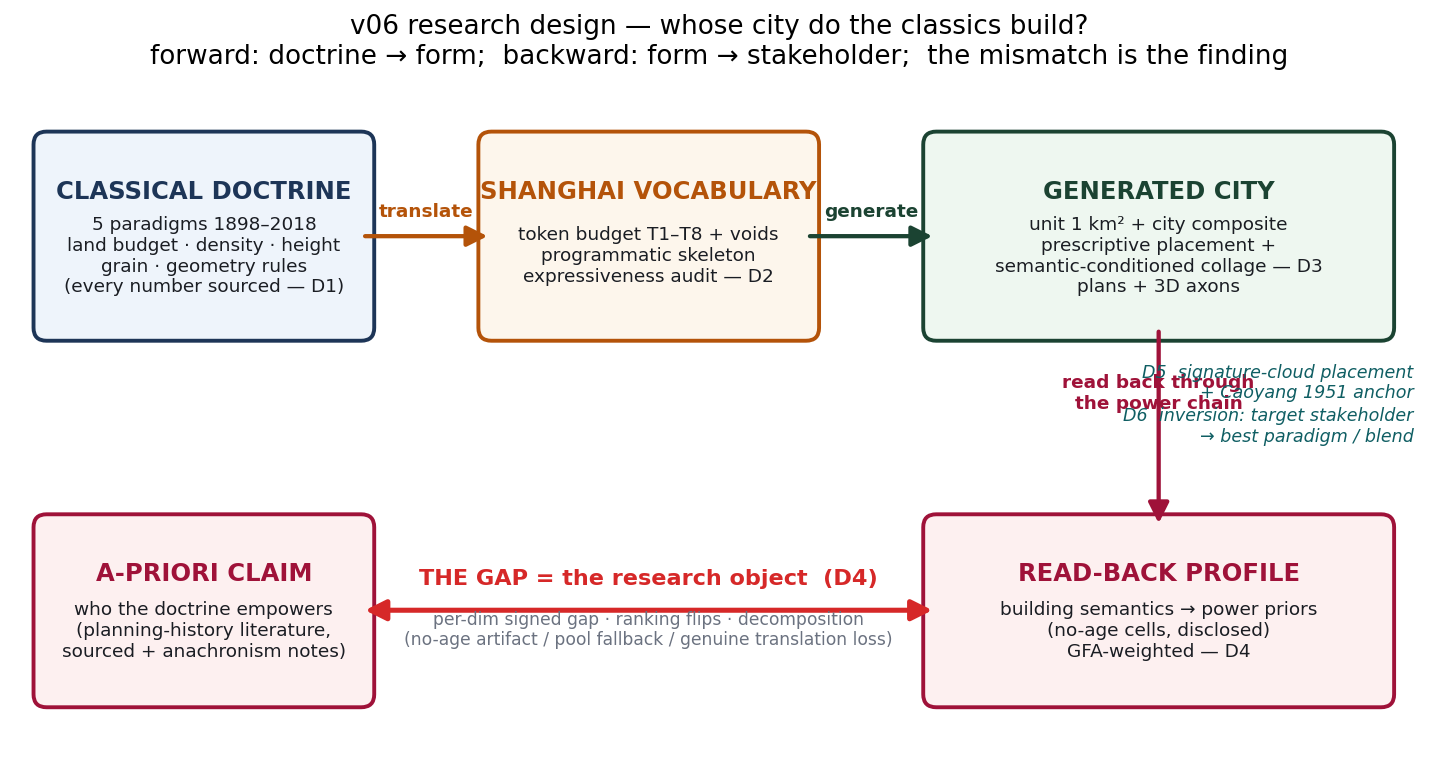 v06 research design — whose city do the classics build?
forward: doctrine → form;  backward: form → stakeholder;  the mismatch is the finding
CLASSICAL DOCTRINE
5 paradigms 1898–2018
land budget · density · height
grain · geometry rules
(every number sourced — D1)
translate
SHANGHAI VOCABULARY
token budget T1–T8 + voids
programmatic skeleton
expressiveness audit — D2
generate
GENERATED CITY
unit 1 km² + city composite
prescriptive placement +
semantic-conditioned collage — D3
plans + 3D axons
read back through
the power chain
D5  signature-cloud placement
+ Caoyang 1951 anchor
D6  inversion: target stakeholder
→ best paradigm / blend
A-PRIORI CLAIM
who the doctrine empowers
(planning-history literature,
sourced + anachronism notes)
THE GAP = the research object  (D4)
per-dim signed gap · ranking flips · decomposition
(no-age artifact / pool fallback / genuine translation loss)
READ-BACK PROFILE
building semantics → power priors
(no-age cells, disclosed)
GFA-weighted — D4